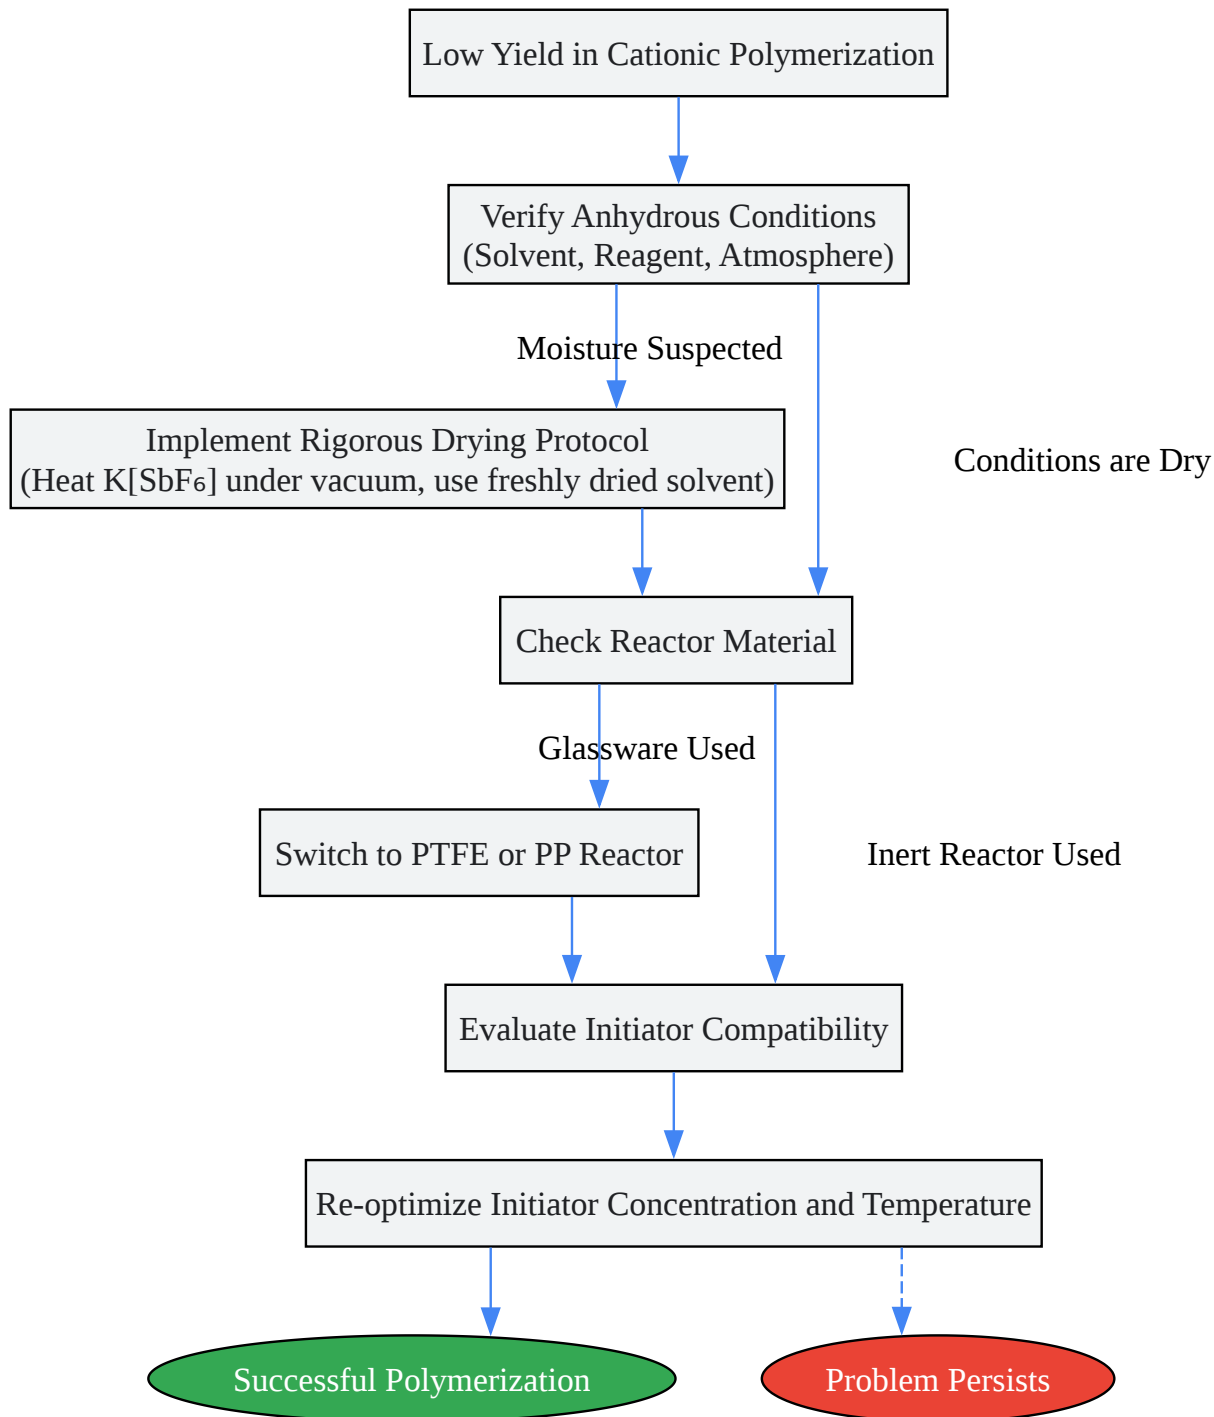 Low Yield in Cationic Polymerization
Verify Anhydrous Conditions
(Solvent, Reagent, Atmosphere)
Moisture Suspected
Implement Rigorous Drying Protocol
(Heat K[SbF₆] under vacuum, use freshly dried solvent)
Conditions are Dry
Check Reactor Material
Glassware Used
Switch to PTFE or PP Reactor
Inert Reactor Used
Evaluate Initiator Compatibility
Re-optimize Initiator Concentration and Temperature
Successful Polymerization
Problem Persists